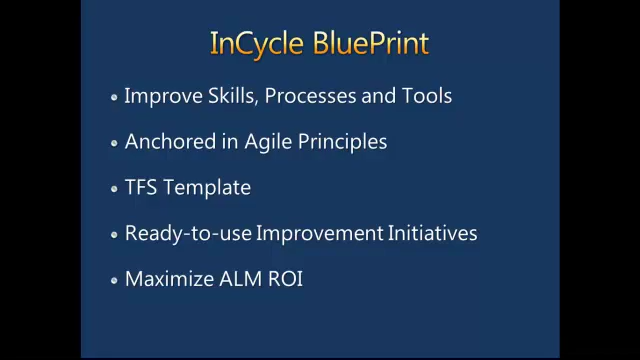 InCycle BluePrint
Improve Skills, Processes and Tools
Anchored in Agile Principles
TFS Template
Ready-to-use Improvement Initiatives
Maximize ALM ROI